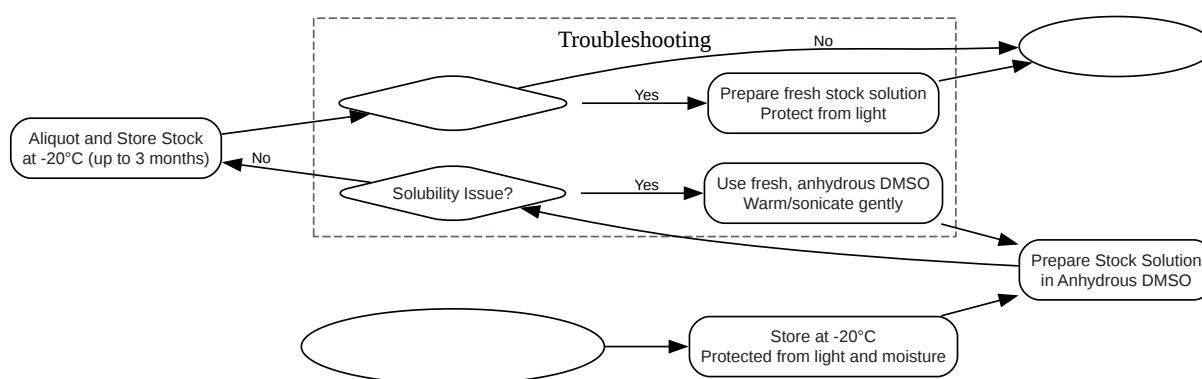 Troubleshooting
No
Yes
Prepare fresh stock solution
Protect from light
Aliquot and Store Stock
at -20°C (up to 3 months)
No
Solubility Issue?
Yes
Use fresh, anhydrous DMSO
Warm/sonicate gently
Prepare Stock Solution
in Anhydrous DMSO
Store at -20°C
Protected from light and moisture